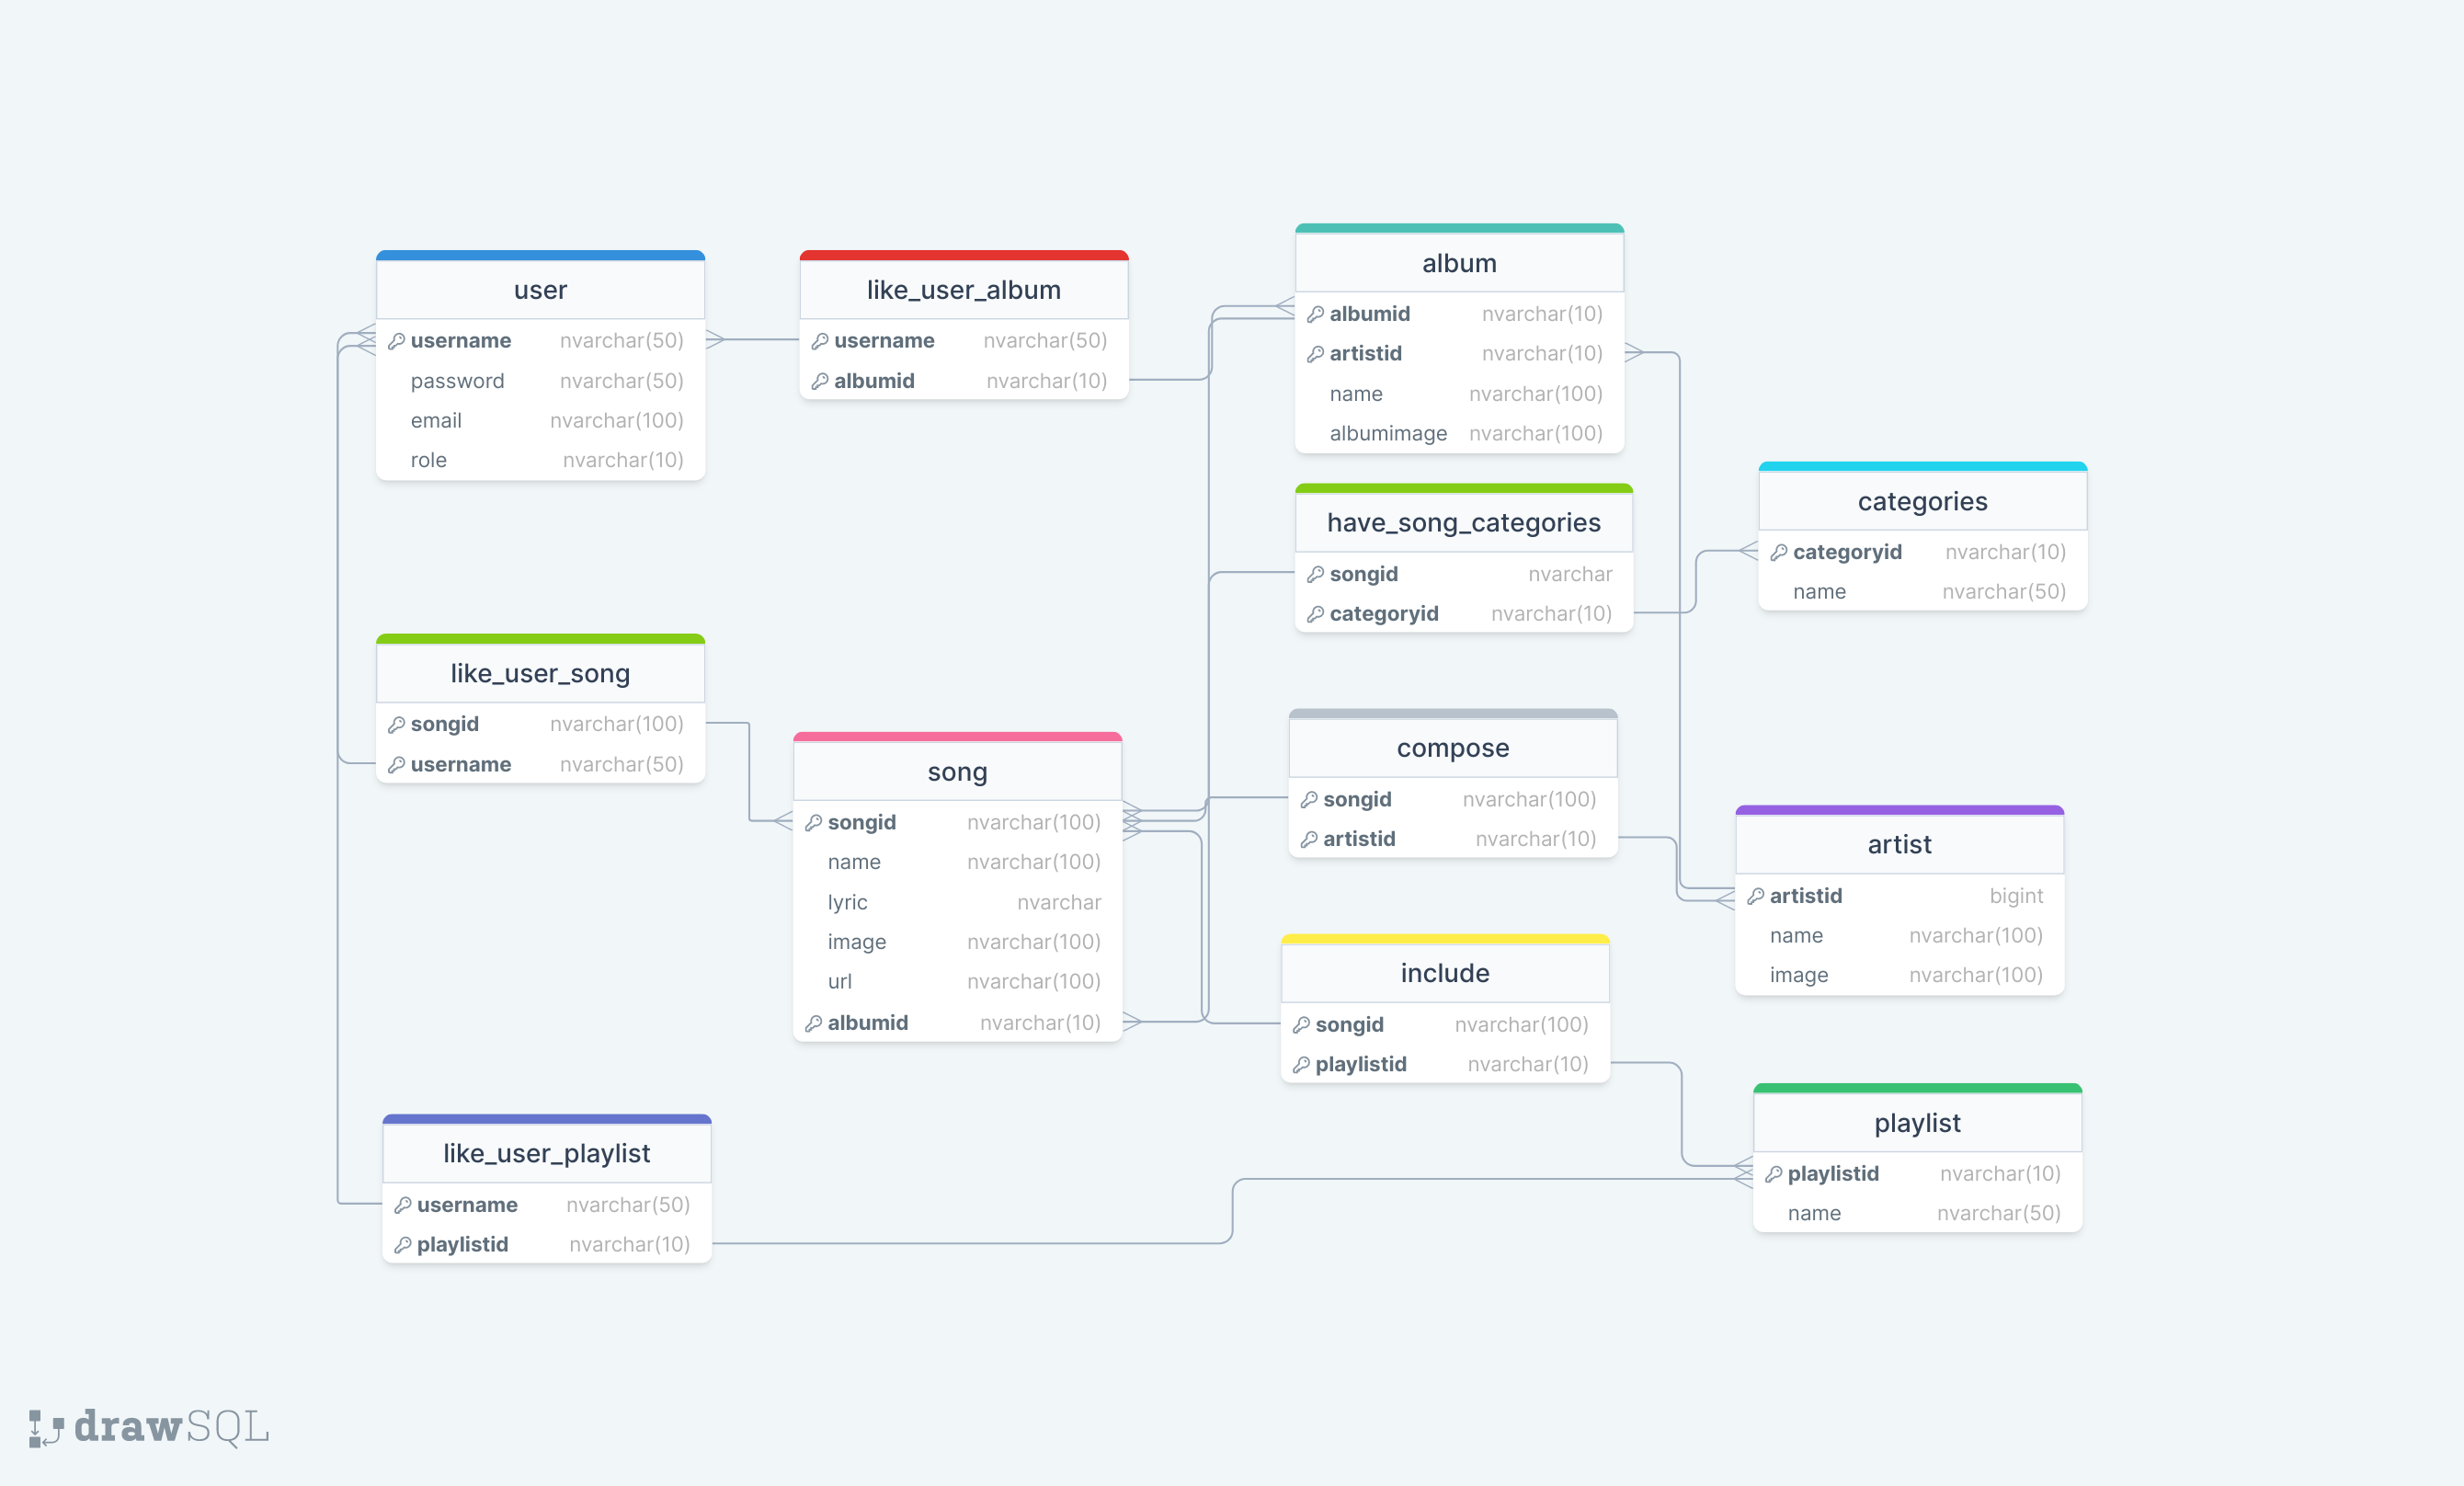 user
username nvarchar(50)
password nvarchar(50)
email nvarchar(100)
role nvarchar(10)
like_user_album
username nvarchar(50)
albumid nvarchar(10)
album
albumid nvarchar(10)
artistid nvarchar(10)
name nvarchar(100)
albumimage nvarchar(100)
have_song_categories
songid nvarchar
categoryid nvarchar(10)
categories
categoryid nvarchar(10)
name nvarchar(50)
like_user_song
songid nvarchar(100)
username nvarchar(50)
song
songid nvarchar(100)
name nvarchar(100)
lyric nvarchar
image nvarchar(100)
url nvarchar(100)
albumid nvarchar(10)
compose
songid nvarchar(100)
artistid nvarchar(10)
artist
artistid bigint
name nvarchar(100)
image nvarchar(100)
include
songid nvarchar(100)
playlistid nvarchar(10)
playlist
playlistid nvarchar(10)
name nvarchar(50)
like_user_playlist
username nvarchar(50)
playlistid nvarchar(10)
drawSQL